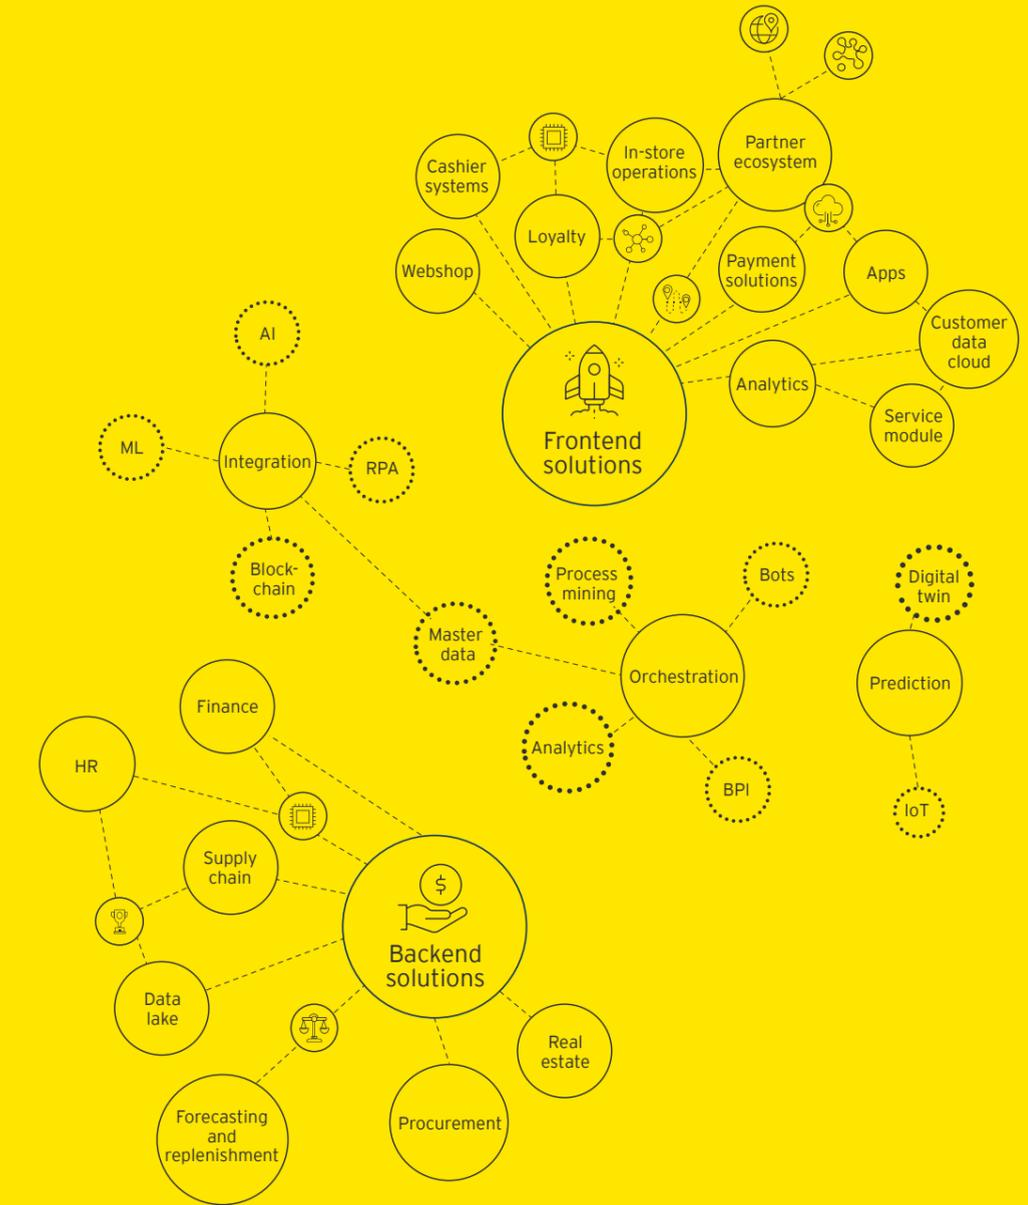 Partner
ecosystem
In-store
operations
Cashier
systems
Loyalty
Webshop
Payment
solutions
Apps
Customer
data
cloud
Analytics
Service
module
Frontend
solutions
AI
ML
Integration
RPA
Block-
chain
Master
data
Process
mining
Bots
Orchestration
Analytics
BPI
Digital
twin
Prediction
IoT
Finance
HR
Supply
chain
Data
lake
$
Backend
solutions
Real
estate
Procurement
Forecasting
and
replenishment